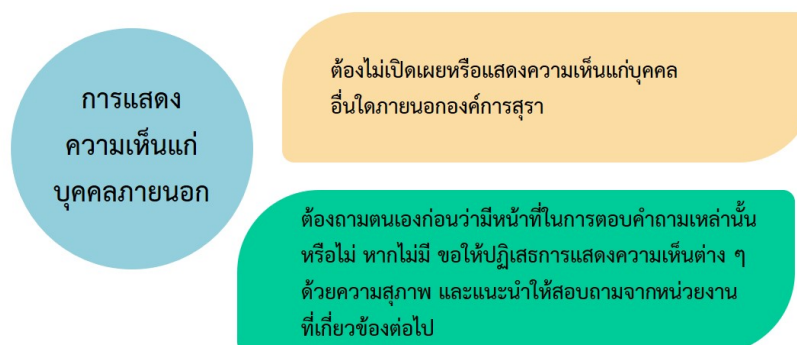 การแสดง
ความเห็นแก่
บุคคลภายนอก
ต้องไม่เปิดเผยหรือแสดงความเห็นแก่บุคคล
อื่นใดภายนอกองค์การสุรา
ต้องถามตนเองก่อนว่ามีหน้าที่ในการตอบคำถามเหล่านั้น
หรือไม่ หากไม่มี ขอให้ปฏิเสธการแสดงความเห็นต่าง ๆ
ด้วยความสุภาพ และแนะนำให้สอบถามจากหน่วยงาน
ที่เกี่ยวข้องต่อไป